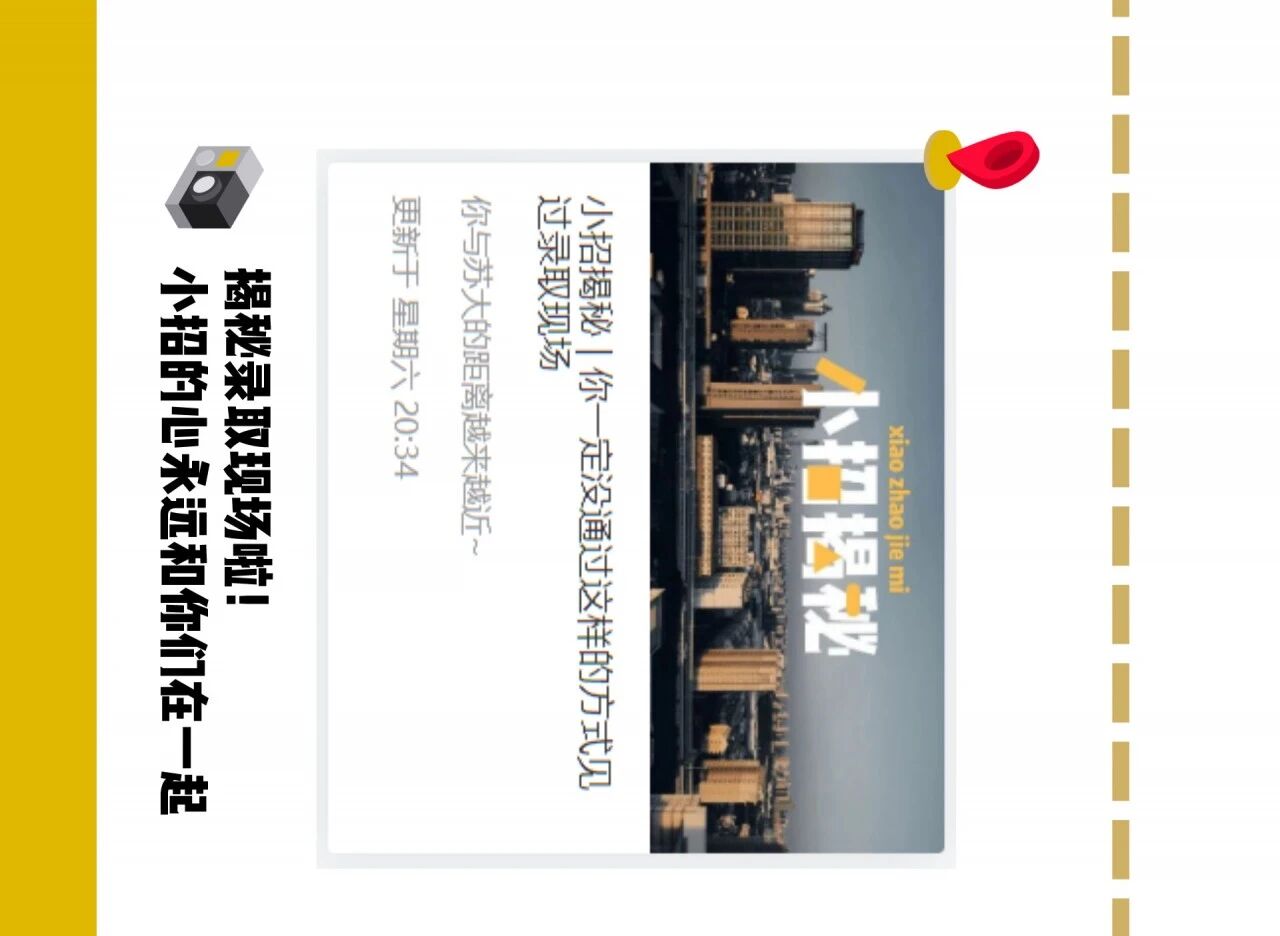 xiao zhao jie mi
小招揭秘
小招揭秘 | 你一定没通过这样的方式见
过录取现场
你与苏大的距离越来越近~
更新于 星期六 20:34
揭秘录取现场啦！
小招的心永远和你们在一起